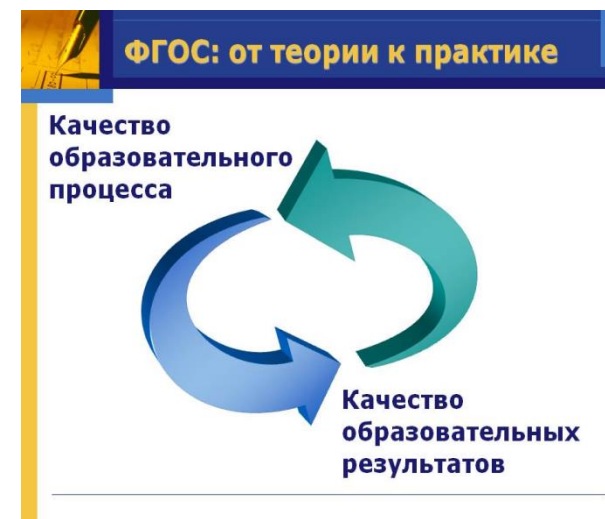 ФГОС: от теории к практике
Качество
образовательного
процесса
Качество
образовательных
результатов